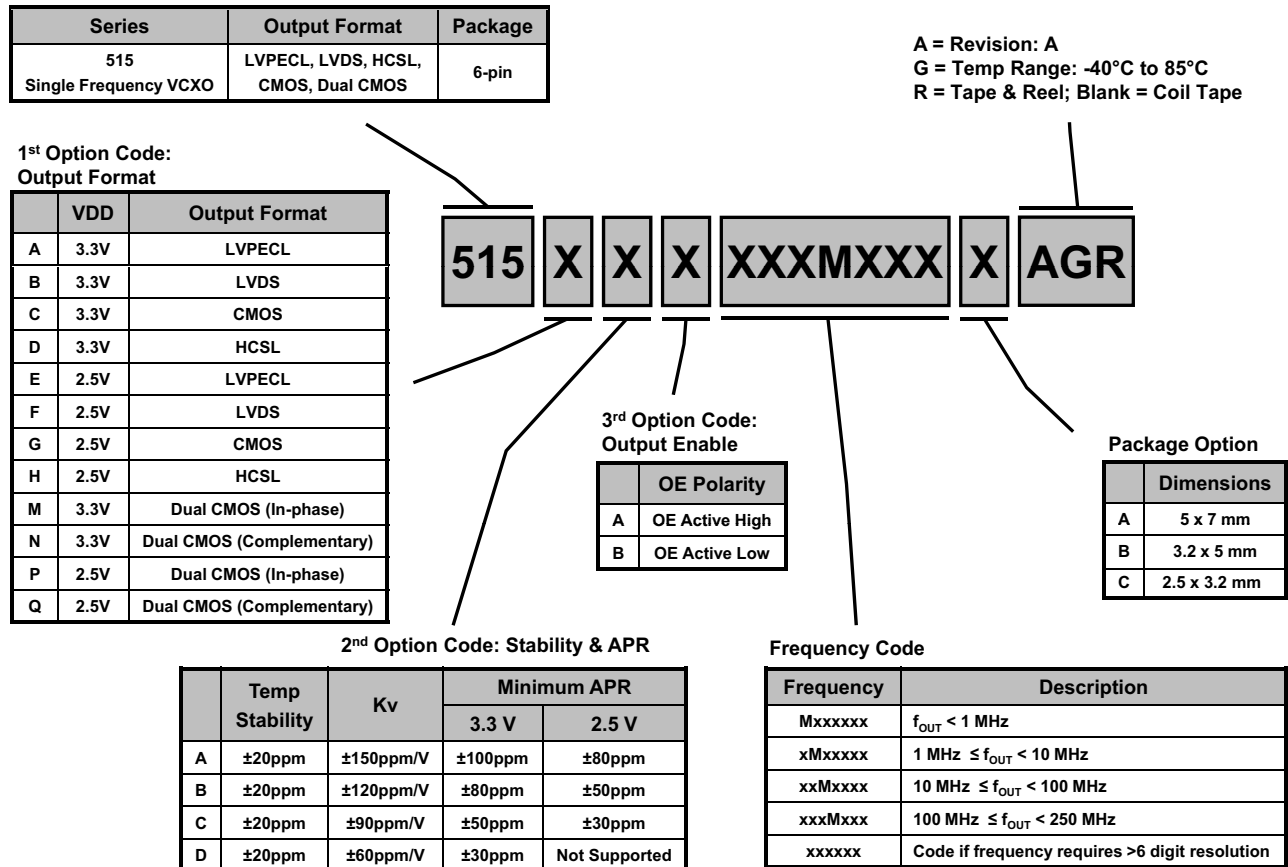 Series Output Format Package
515 Single Frequency VCXO LVPECL, LVDS, HCSL, CMOS, Dual CMOS 6-pin
A = Revision: A
G = Temp Range: -40°C to 85°C
R = Tape & Reel; Blank = Coil Tape
1st Option Code:
Output Format
VDD Output Format
A 3.3V LVPECL
B 3.3V LVDS
C 3.3V CMOS
D 3.3V HCSL
E 2.5V LVPECL
F 2.5V LVDS
G 2.5V CMOS
H 2.5V HCSL
M 3.3V Dual CMOS (In-phase)
N 3.3V Dual CMOS (Complementary)
P 2.5V Dual CMOS (In-phase)
Q 2.5V Dual CMOS (Complementary)
515 X X X XXXMXXX X AGR
3rd Option Code:
Output Enable
OE Polarity
A OE Active High
B OE Active Low
Package Option
Dimensions
A 5 x 7 mm
B 3.2 x 5 mm
C 2.5 x 3.2 mm
2nd Option Code: Stability & APR
Temp Stability Kv Minimum APR
3.3 V 2.5 V
A ±20ppm ±150ppm/V ±100ppm ±80ppm
B ±20ppm ±120ppm/V ±80ppm ±50ppm
C ±20ppm ±90ppm/V ±50ppm ±30ppm
D ±20ppm ±60ppm/V ±30ppm Not Supported
Frequency Code
Frequency Description
Mxxxxxx fOUT < 1 MHz
xMxxxxx 1 MHz ≤ fOUT < 10 MHz
xxMxxxx 10 MHz ≤ fOUT < 100 MHz
xxxMxxx 100 MHz ≤ fOUT < 250 MHz
xxxxxx Code if frequency requires >6 digit resolution